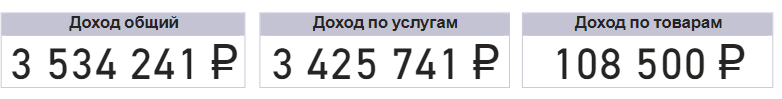 Доход общий
3 534 241 ₽
Доход по услугам
3 425 741 ₽
Доход по товарам
108 500 ₽